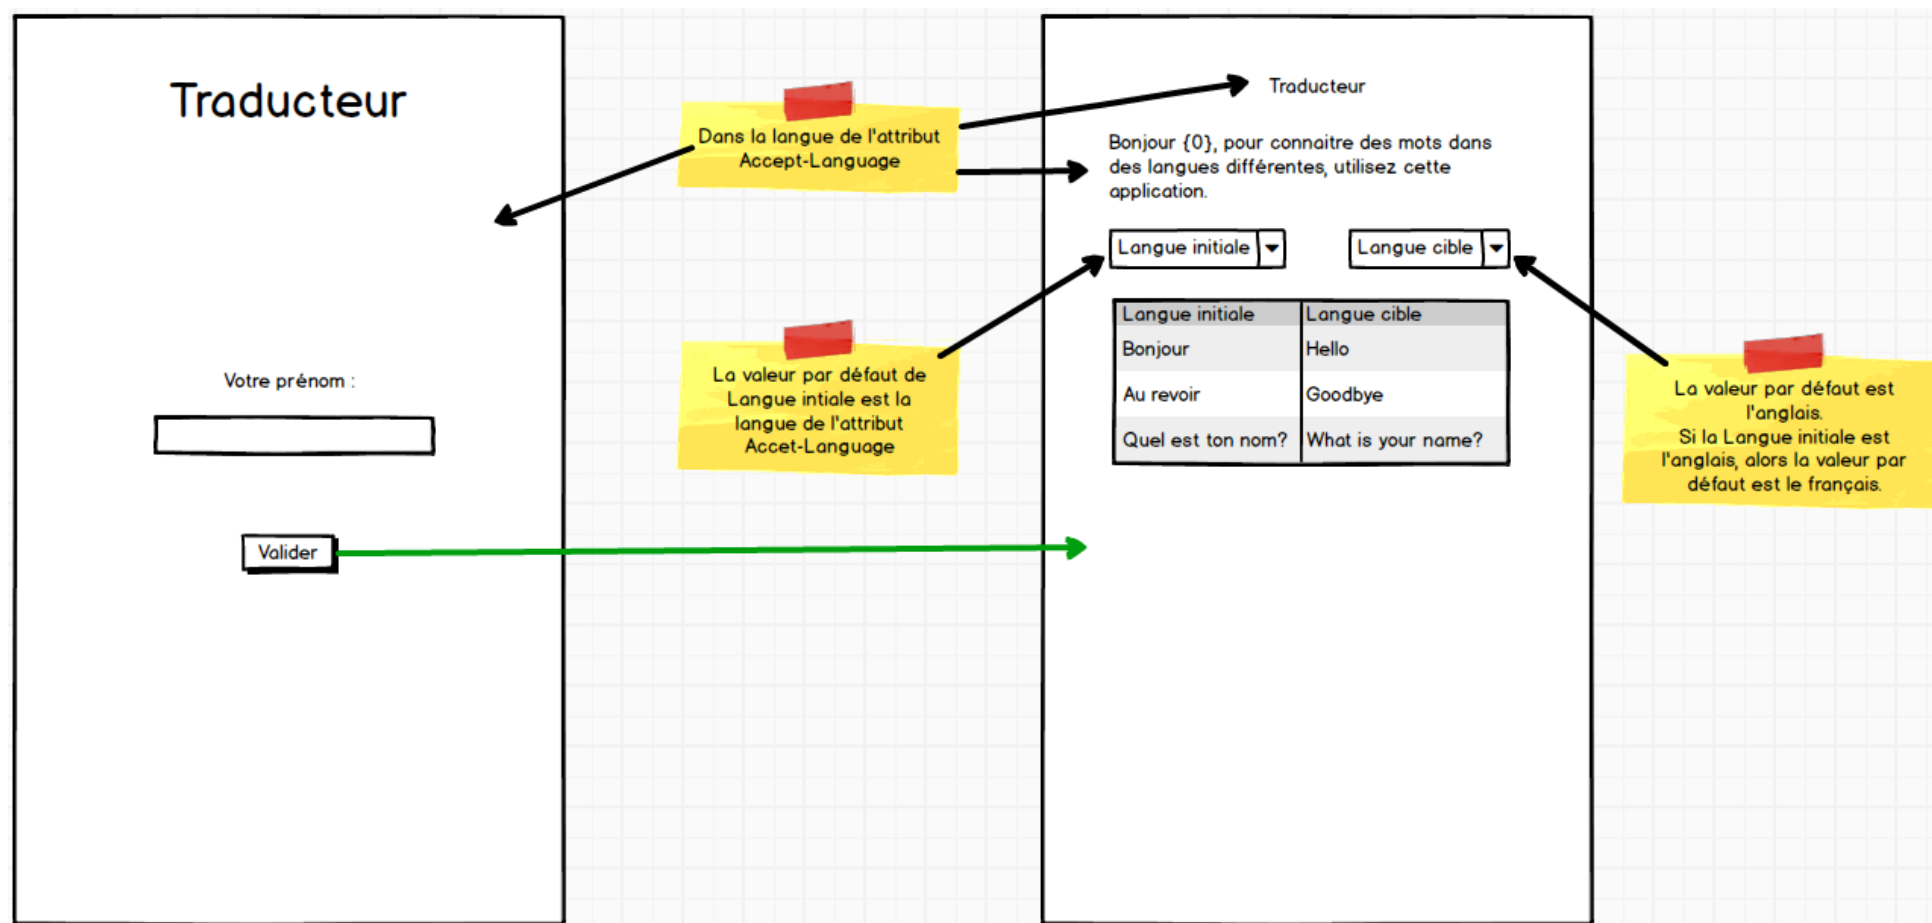 Traducteur
Votre prénom :
Valider
Dans la langue de l'attribut
Accept-Language
La valeur par défaut de
Langue intiale est la
langue de l'attribut
Accet-Language
Traducteur
Bonjour {0}, pour connaitre des mots dans
des langues différentes, utilisez cette
application.
Langue initiale Langue cible
Langue initiale Langue cible
Bonjour Hello
Au revoir Goodbye
Quel est ton nom? What is your name?
La valeur par défaut est
l'anglais.
Si la Langue initiale est
l'anglais, alors la valeur par
défaut est le français.